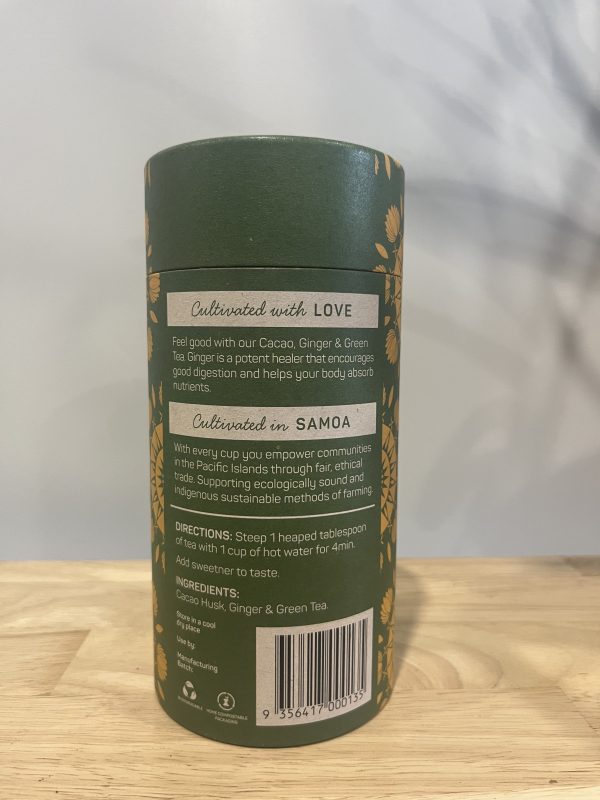 Cultivated with LOVE
Feel good with our Cacao, Ginger & Green
Tea. Ginger is a potent healer that encourages
good digestion and helps your body absorb
nutrients.
Cultivated in SAMOA
With every cup you empower communities
in the Pacific Islands through fair, ethical
trade. Supporting ecologically sound and
indigenous sustainable methods of farming.
DIRECTIONS: Steep 1 heaped tablespoon
of tea with 1 cup of hot water for 4min.
Add sweetner to taste.
INGREDIENTS:
Cacao Husk, Ginger & Green Tea.
Store in a cool
dry place
Use by:
Manufacturing
Batch:
BIODEGRADABLE
HOME COMPOSTABLE
PACKAGING
9 356417 000135